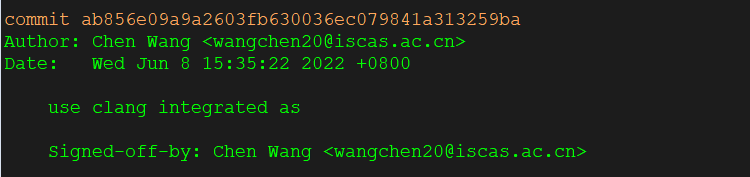 commit ab856e09a9a2603fb630036ec079841a313259ba
Author: Chen Wang <wangchen20@iscas.ac.cn>
Date:   Wed Jun 8 15:35:22 2022 +0800
use clang integrated as
Signed-off-by: Chen Wang <wangchen20@iscas.ac.cn>